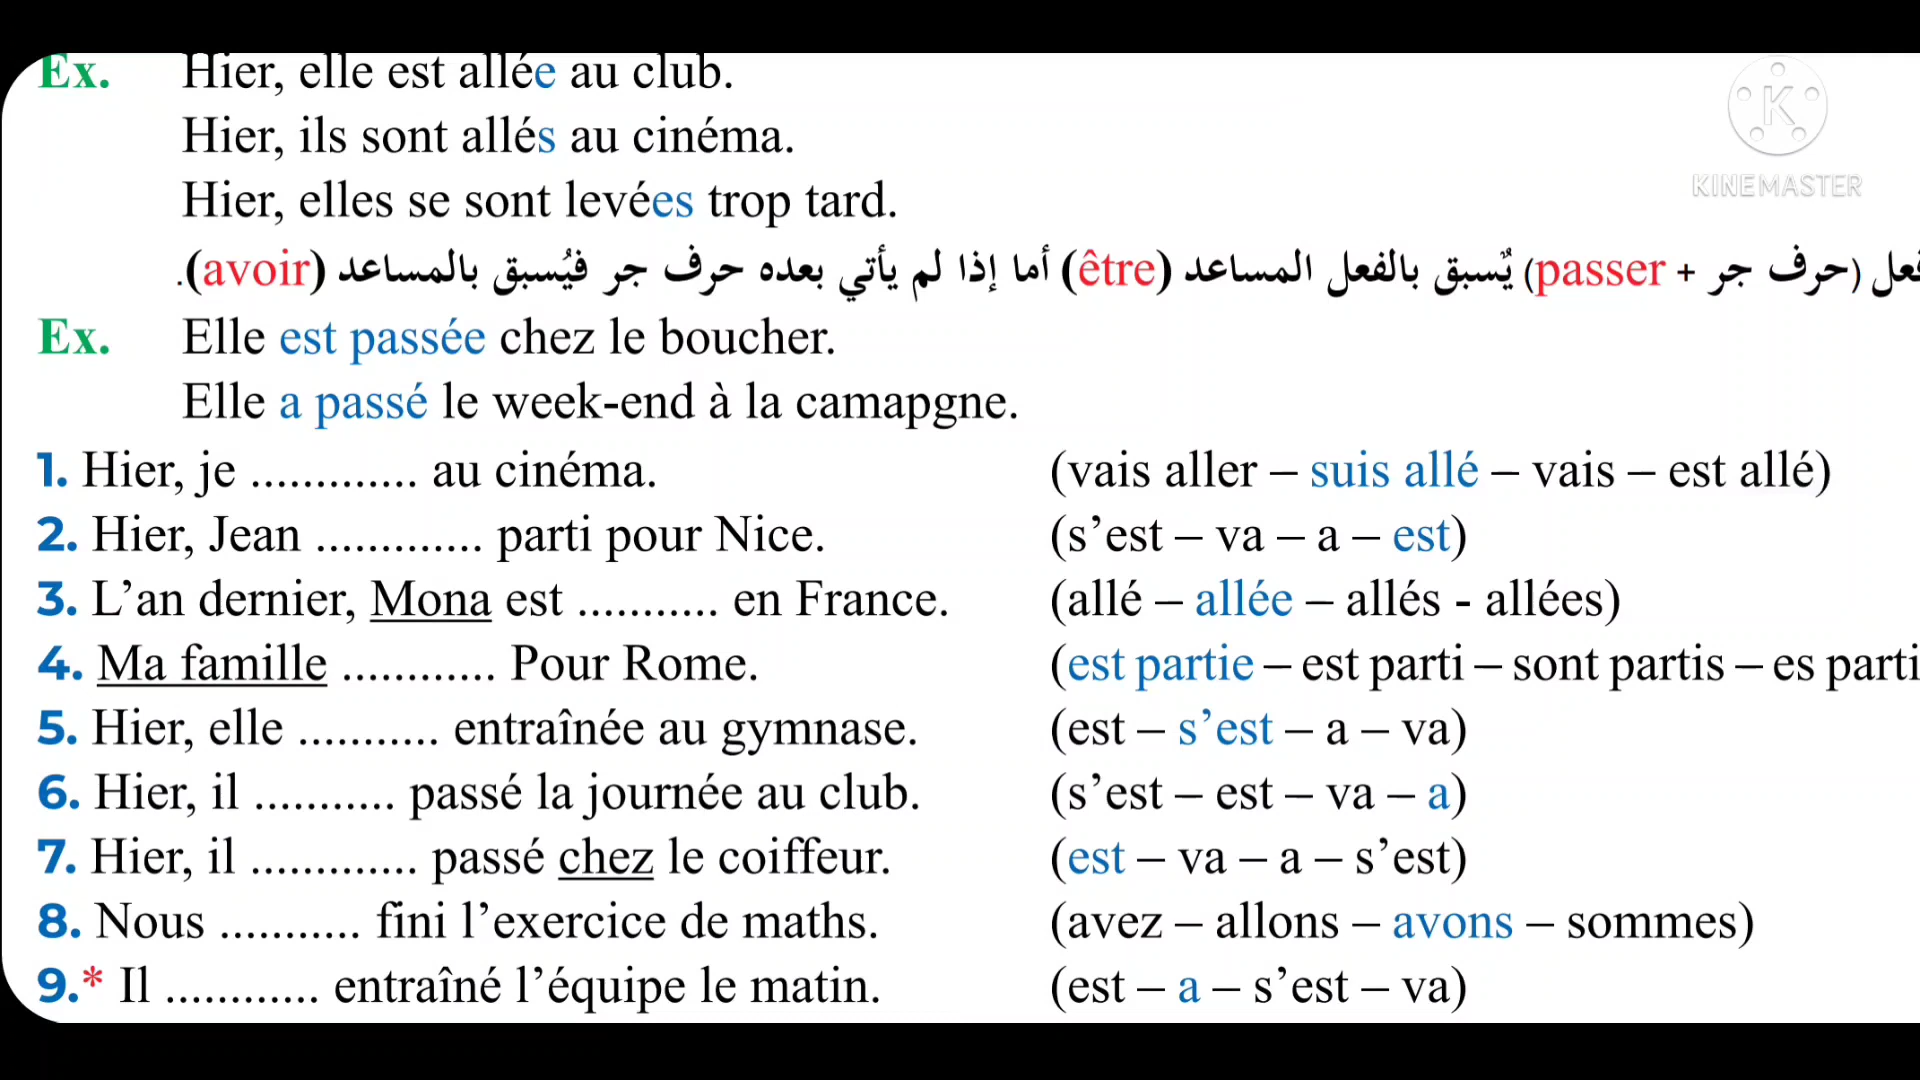 Ex. Hier, elle est allée au club.
Hier, ils sont allés au cinéma.
Hier, elles se sont levées trop tard.
(حرف جر + passer) يٌسبق بالفعل المساعد (être) أما إذا لم يأتي بعده حرف جر فيُسبق بالمساعد (avoir).
Ex. Elle est passée chez le boucher.
Elle a passé le week-end à la camapgne.
1. Hier, je ............. au cinéma. (vais aller – suis allé – vais – est allé)
2. Hier, Jean ............. parti pour Nice. (s’est – va – a – est)
3. L’an dernier, Mona est ........... en France. (allé – allée – allés - allées)
4. Ma famille ............ Pour Rome. (est partie – est parti – sont partis – es parti
5. Hier, elle ........... entraînée au gymnase. (est – s’est – a – va)
6. Hier, il ........... passé la journée au club. (s’est – est – va – a)
7. Hier, il ............. passé chez le coiffeur. (est – va – a – s’est)
8. Nous ........... fini l’exercice de maths. (avez – allons – avons – sommes)
9.* Il ............ entraîné l’équipe le matin. (est – a – s’est – va)
K
KINEMASTER